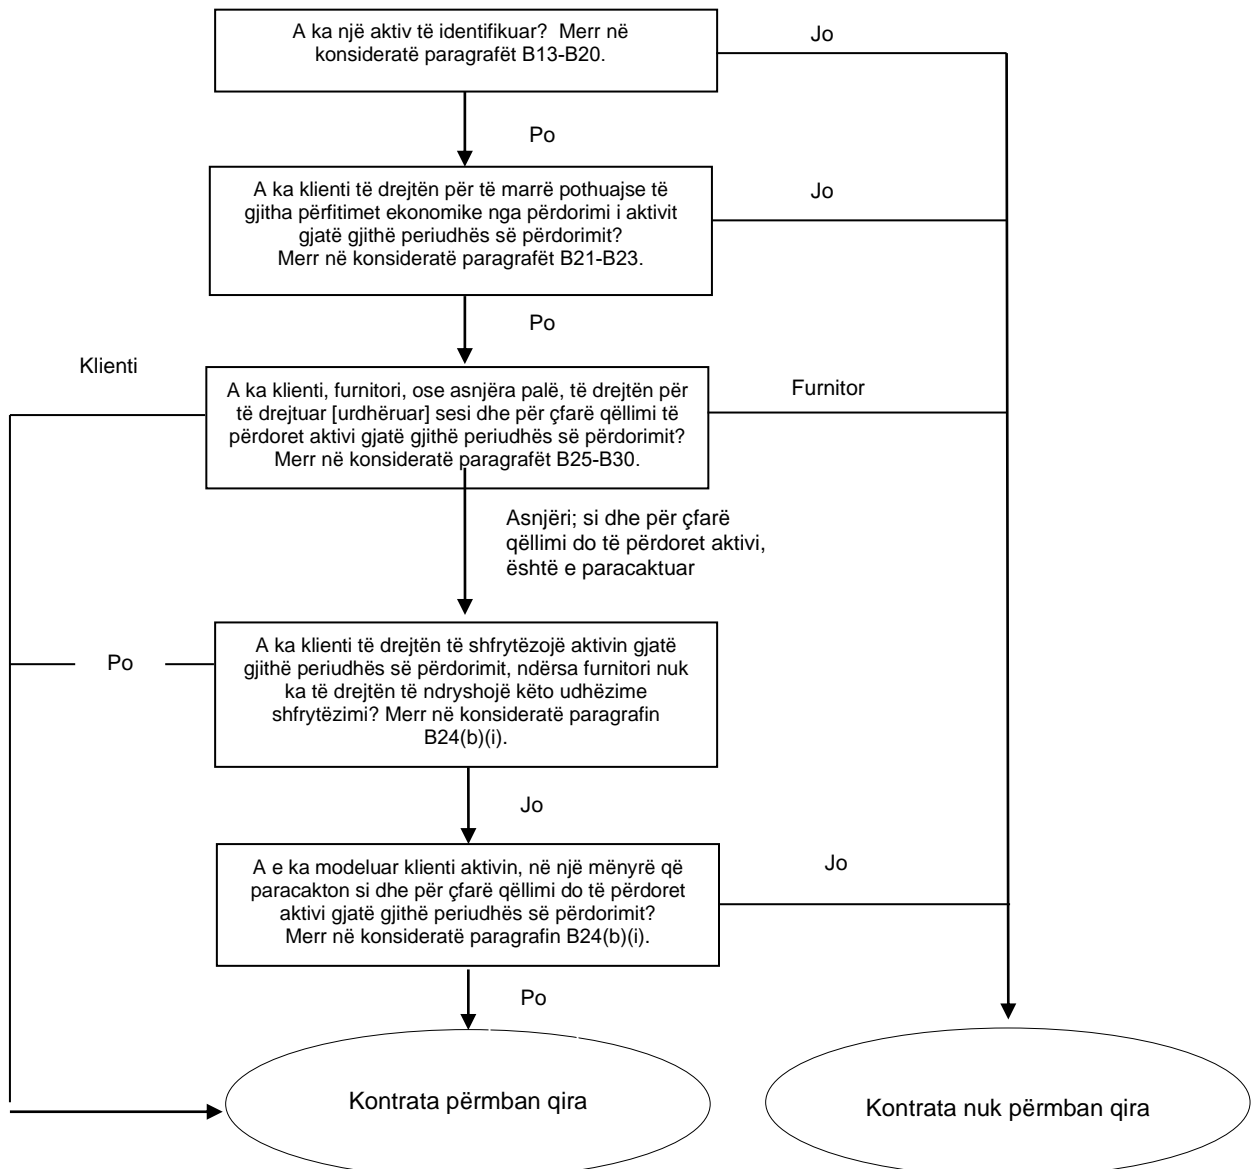 A ka një aktiv të identifikuar?  Merr në
konsideratë paragrafët B13-B20.
Jo
Po
A ka klienti të drejtën për të marrë pothuajse të
gjitha përfitimet ekonomike nga përdorimi i aktivit
gjatë gjithë periudhës së përdorimit?
Merr në konsideratë paragrafët B21-B23.
Jo
Po
Klienti
A ka klienti, furnitori, ose asnjëra palë, të drejtën për
të drejtuar [urdhëruar] sesi dhe për çfarë qëllimi të
përdoret aktivi gjatë gjithë periudhës së përdorimit?
Merr në konsideratë paragrafët B25-B30.
Furnitor
Asnjëri; si dhe për çfarë
qëllimi do të përdoret aktivi,
është e paracaktuar
A ka klienti të drejtën të shfrytëzojë aktivin gjatë
gjithë periudhës së përdorimit, ndërsa furnitori nuk
ka të drejtën të ndryshojë këto udhëzime
shfrytëzimi? Merr në konsideratë paragrafin
B24(b)(i).
Po
Jo
A e ka modeluar klienti aktivin, në një mënyrë që
paracakton si dhe për çfarë qëllimi do të përdoret
aktivi gjatë gjithë periudhës së përdorimit?
Merr në konsideratë paragrafin B24(b)(i).
Jo
Po
Kontrata përmban qira
Kontrata nuk përmban qira